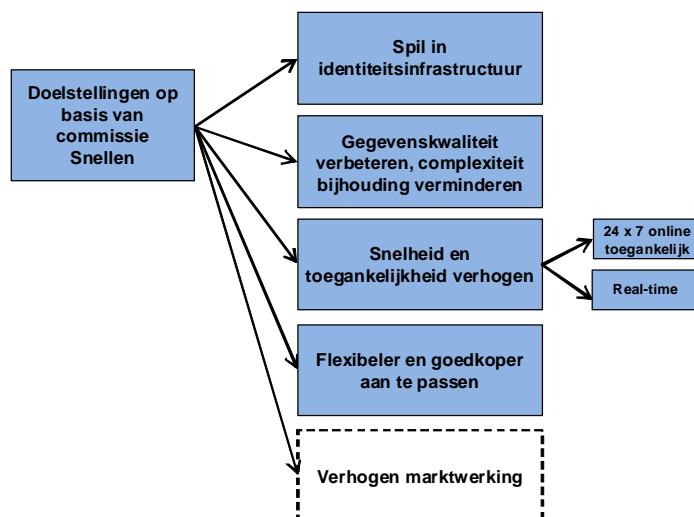 Doelstellingen op
basis van
commissie
Snellen
Spil in
identiteitsinfrastructuur
Gegevenskwaliteit
verbeteren, complexiteit
bijhouding verminderen
Snelheid en
toegankelijkheid verhogen
24 x 7 online
toegankelijk
Real-time
Flexibeler en goedkoper
aan te passen
Verhogen marktwerking